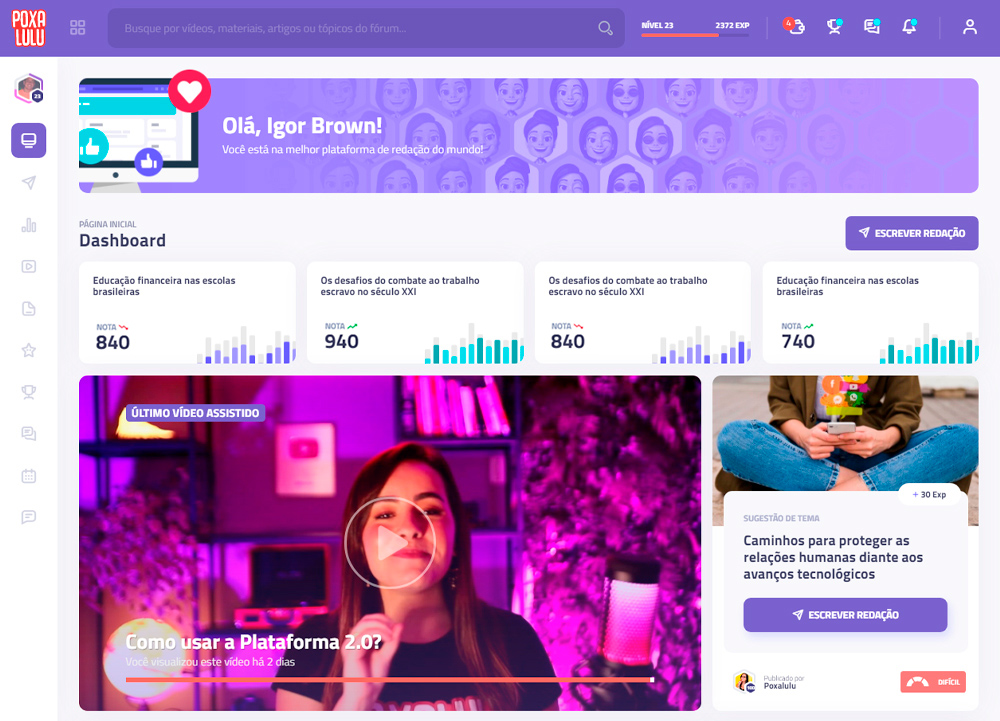 POXA
LULU
Busque por vídeos, materiais, artigos ou tópicos do fórum...
NÍVEL 23
2372 EXP
4
23
Olá, Igor Brown!
Você está na melhor plataforma de redação do mundo!
PÁGINA INICIAL
Dashboard
ESCREVER REDAÇÃO
Educação financeira nas escolas
brasileiras
NOTA
840
Os desafios do combate ao trabalho
escravo no século XXI
NOTA
940
Os desafios do combate ao trabalho
escravo no século XXI
NOTA
840
Educação financeira nas escolas
brasileiras
NOTA
740
ÚLTIMO VÍDEO ASSISTIDO
Como usar a Plataforma 2.0?
Você visualizou este vídeo há 2 dias
+ 30 Exp
SUGESTÃO DE TEMA
Caminhos para proteger as
relações humanas diante aos
avanços tecnológicos
ESCREVER REDAÇÃO
Publicado por
Poxalulu
DIFÍCIL